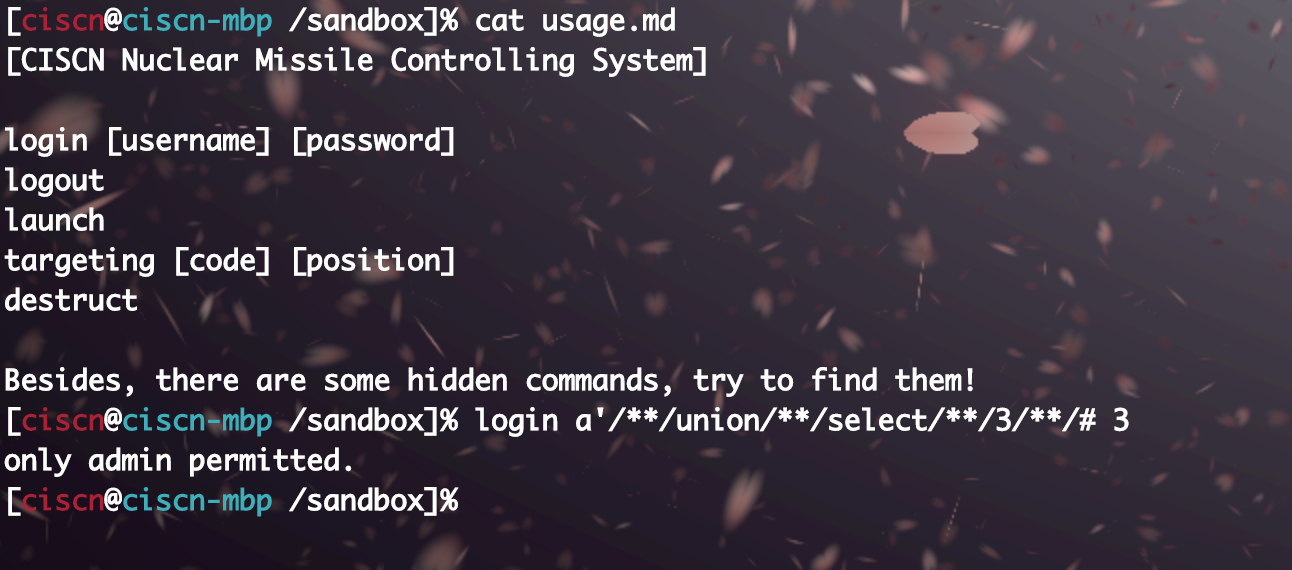 [ciscn@ciscn-mbp /sandbox]% cat usage.md
[CISCN Nuclear Missile Controlling System]
login [username] [password]
logout
launch
targeting [code] [position]
destruct
Besides, there are some hidden commands, try to find them!
[ciscn@ciscn-mbp /sandbox]% login a'/**/union/**/select/**/3/**/# 3
only admin permitted.
[ciscn@ciscn-mbp /sandbox]%